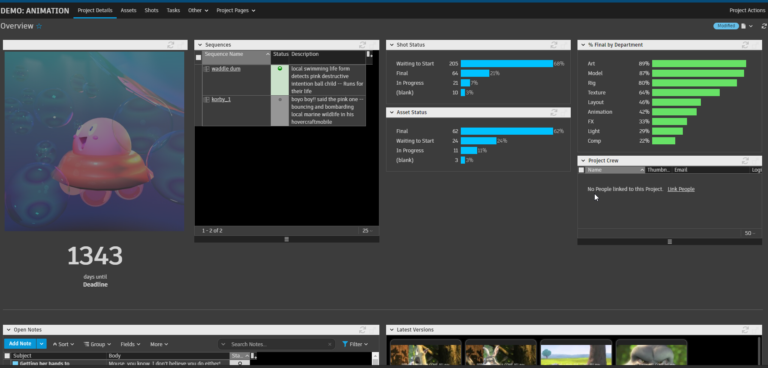 DEMO: ANIMATION Project Details Assets Shots Tasks Other Project Pages Project Actions
Overview
Sequences
Sequence Name Status Description
waddle dum
local swimming life form
detects pink destructive
intention ball child -- Runs for
their life
korby_1
boyo boy!! said the pink one --
bouncing and bombarding
local marine wildlife in his
hovercraftmobile
1 - 2 of 2 25
1343
days until
Deadline
Shot Status
Waiting to Start 205 68%
Final 64 21%
In Progress 21 7%
(blank) 10 3%
Asset Status
Final 62 62%
Waiting to Start 24 24%
In Progress 11 11%
(blank) 3 3%
% Final by Department
Art 89%
Model 87%
Rig 80%
Texture 64%
Layout 46%
Animation 42%
FX 33%
Light 29%
Comp 22%
Project Crew
Name Thumbn... Email Logi
No People linked to this Project. Link People
50
Open Notes
Add Note Sort Group Fields More Search Notes... Filter
Subject Body Sta...
Getting her hands to Maybe, you know, I don't believe you do either!
Latest Versions